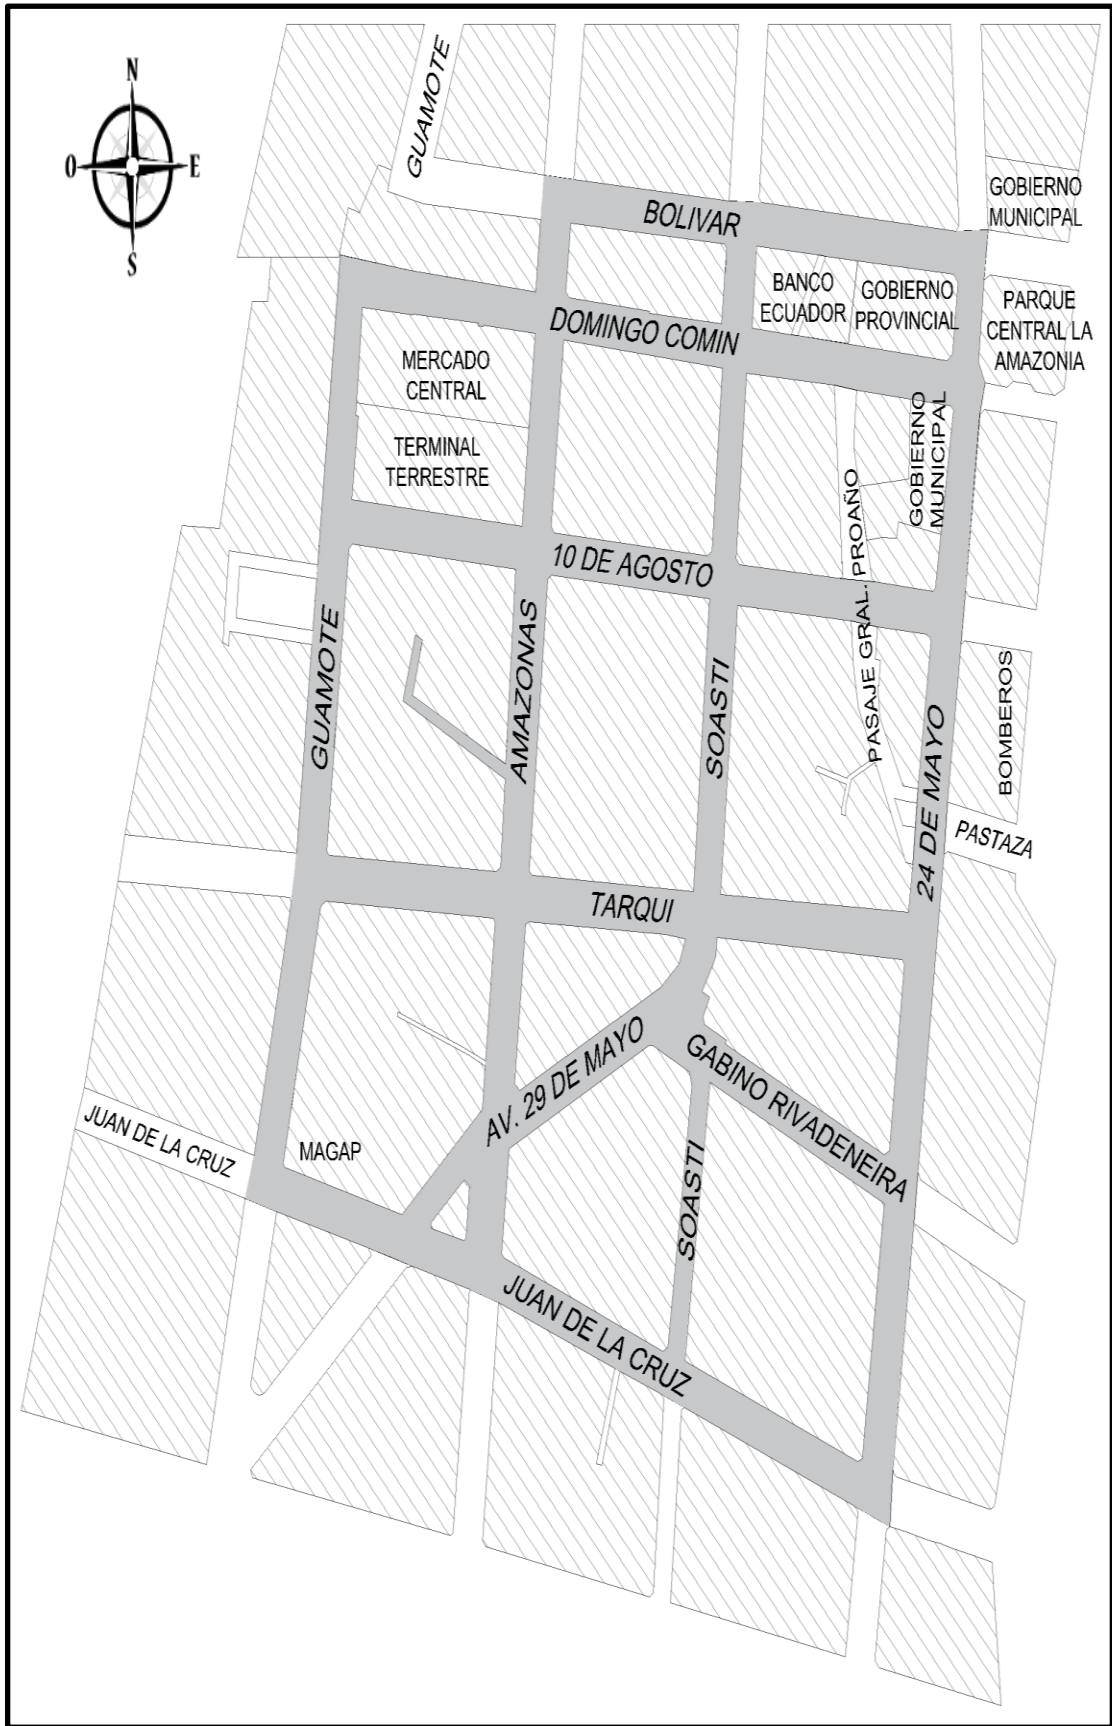 N
O
E
S
GUAMOTE
GOBIERNO
MUNICIPAL
BOLIVAR
BANCO
ECUADOR
GOBIERNO
PROVINCIAL
PARQUE
CENTRAL LA
AMAZONIA
DOMINGO COMIN
MERCADO
CENTRAL
TERMINAL
TERRESTRE
GOBIERNO
MUNICIPAL
PASAJE GRAL. PROAÑO
10 DE AGOSTO
GUAMOTE
AMAZONAS
SOASTI
24 DE MAYO
BOMBEROS
PASTAZA
TARQUI
AV. 29 DE MAYO
GABINO RIVADENEIRA
JUAN DE LA CRUZ
MAGAP
SOASTI
JUAN DE LA CRUZ